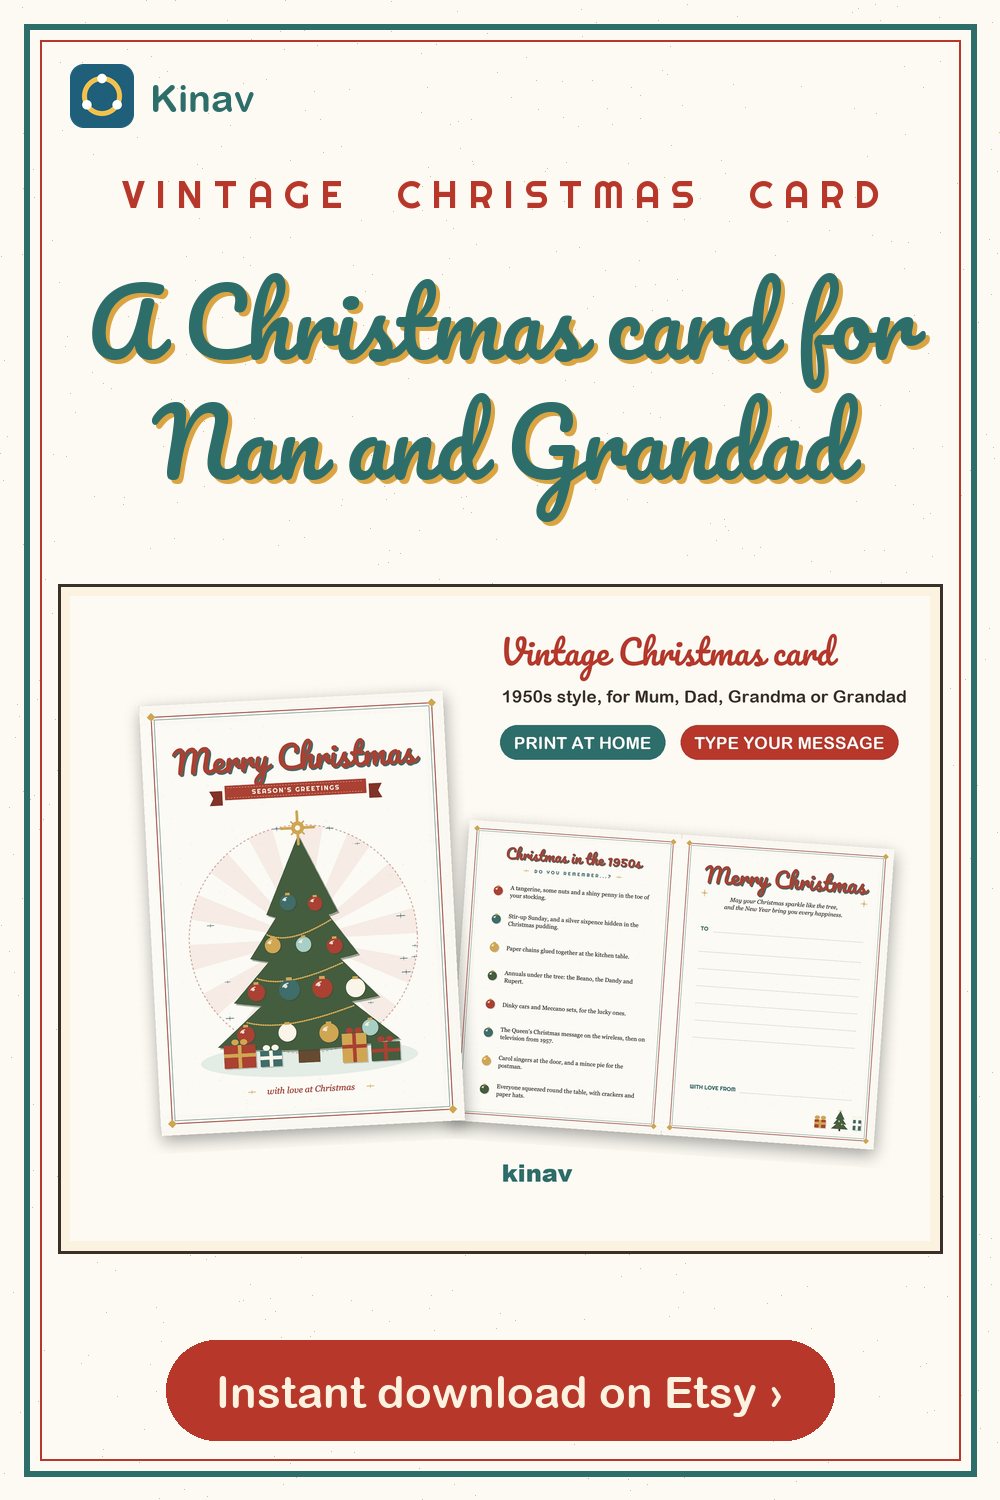 Kinav
VINTAGE CHRISTMAS CARD
A Christmas card for
Nan and Grandad
Vintage Christmas card
1950s style, for Mum, Dad, Grandma or Grandad
PRINT AT HOME
TYPE YOUR MESSAGE
Merry Christmas
SEASON'S GREETINGS
with love at Christmas
Christmas in the 1950s
DO YOU REMEMBER...?
A tangerine, some nuts and a shiny penny in the toe of
your stocking.
Stir-up Sunday, and a silver sixpence hidden in the
Christmas pudding.
Paper chains glued together at the kitchen table.
Annuals under the tree: the Beano, the Dandy and
Rupert.
Dinky cars and Meccano sets, for the lucky ones.
The Queen's Christmas message on the wireless, then on
television from 1957.
Carol singers at the door, and a mince pie for the
postman.
Everyone squeezed round the table, with crackers and
paper hats.
Merry Christmas
May your Christmas sparkle like the tree,
and the New Year bring you every happiness.
TO
WITH LOVE FROM
kinav
Instant download on Etsy ›